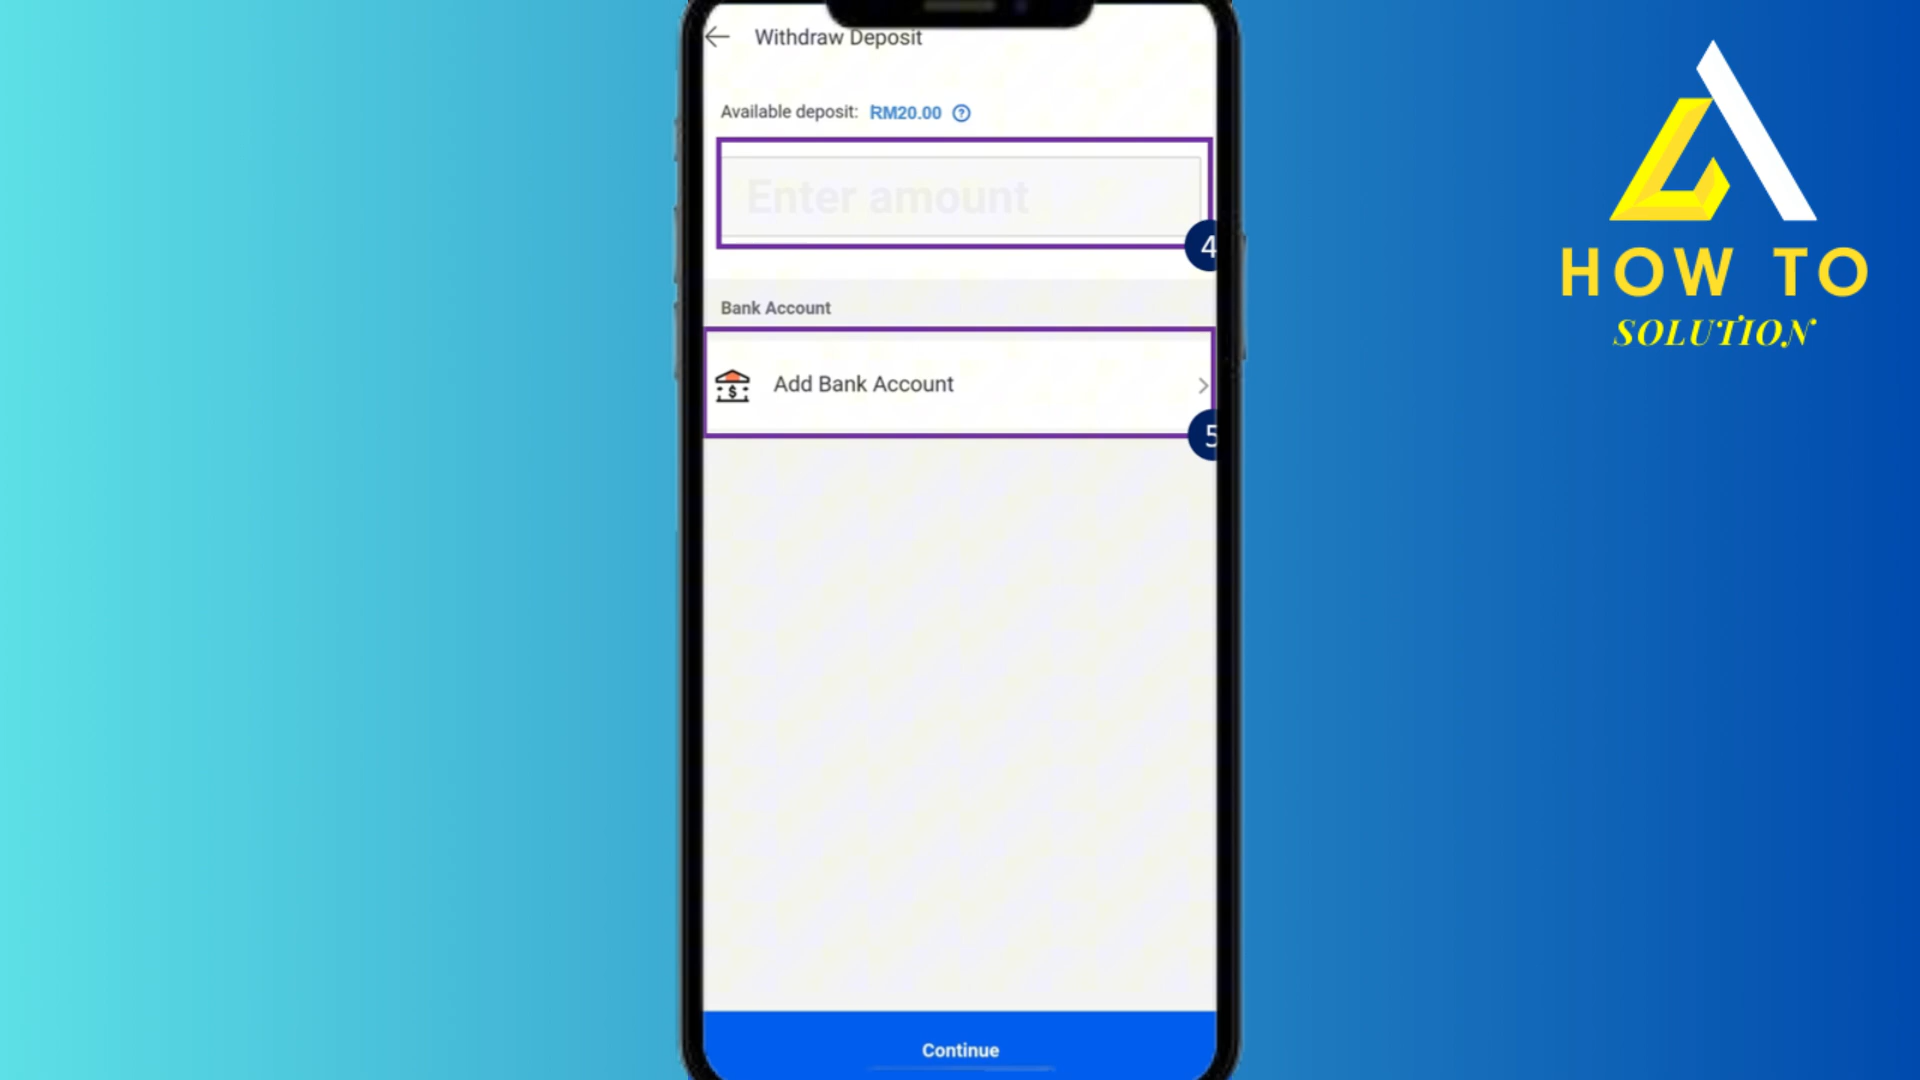 Withdraw Deposit
Available deposit: RM20.00 ?
Enter amount
4
Bank Account
$ Add Bank Account
5
Continue
HOW TO
SOLUTION